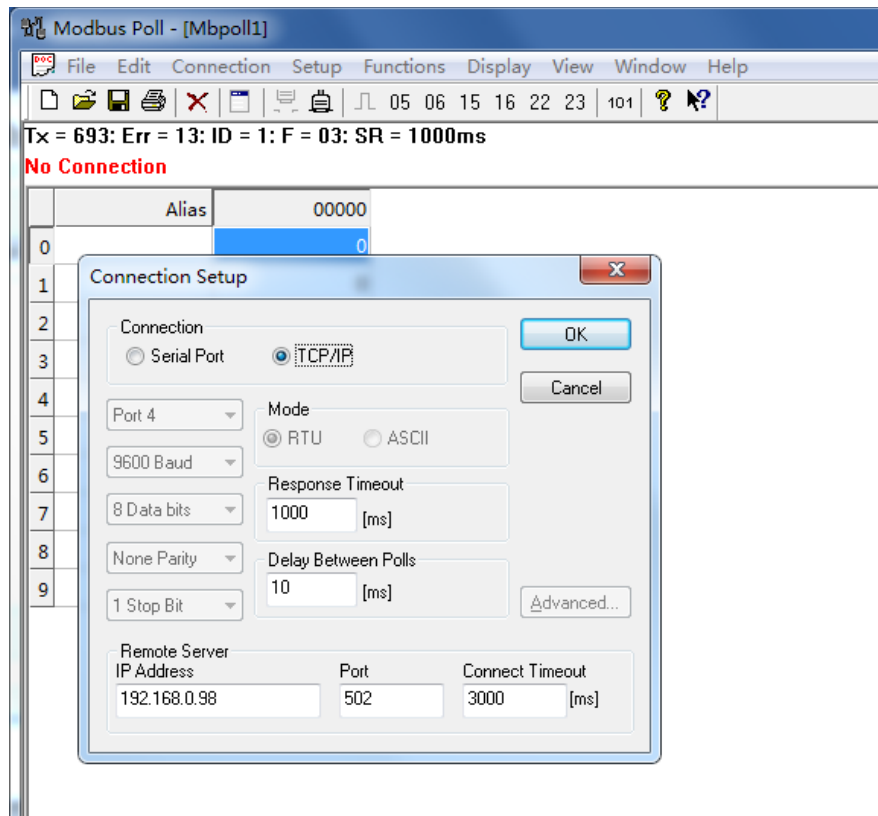 Modbus Poll - [Mbpoll1]
DOC File Edit Connection Setup Functions Display View Window Help
05 06 15 16 22 23 101
Tx = 693: Err = 13: ID = 1: F = 03: SR = 1000ms
No Connection
Alias 00000
0 0
1
2
3
4
5
6
7
8
9
Connection Setup
Connection
Serial Port TCP/IP
OK
Cancel
Port 4
9600 Baud
8 Data bits
None Parity
1 Stop Bit
Mode
RTU ASCII
Response Timeout
1000 [ms]
Delay Between Polls
10 [ms]
Advanced...
Remote Server
IP Address Port Connect Timeout
192.168.0.98 502 3000 [ms]